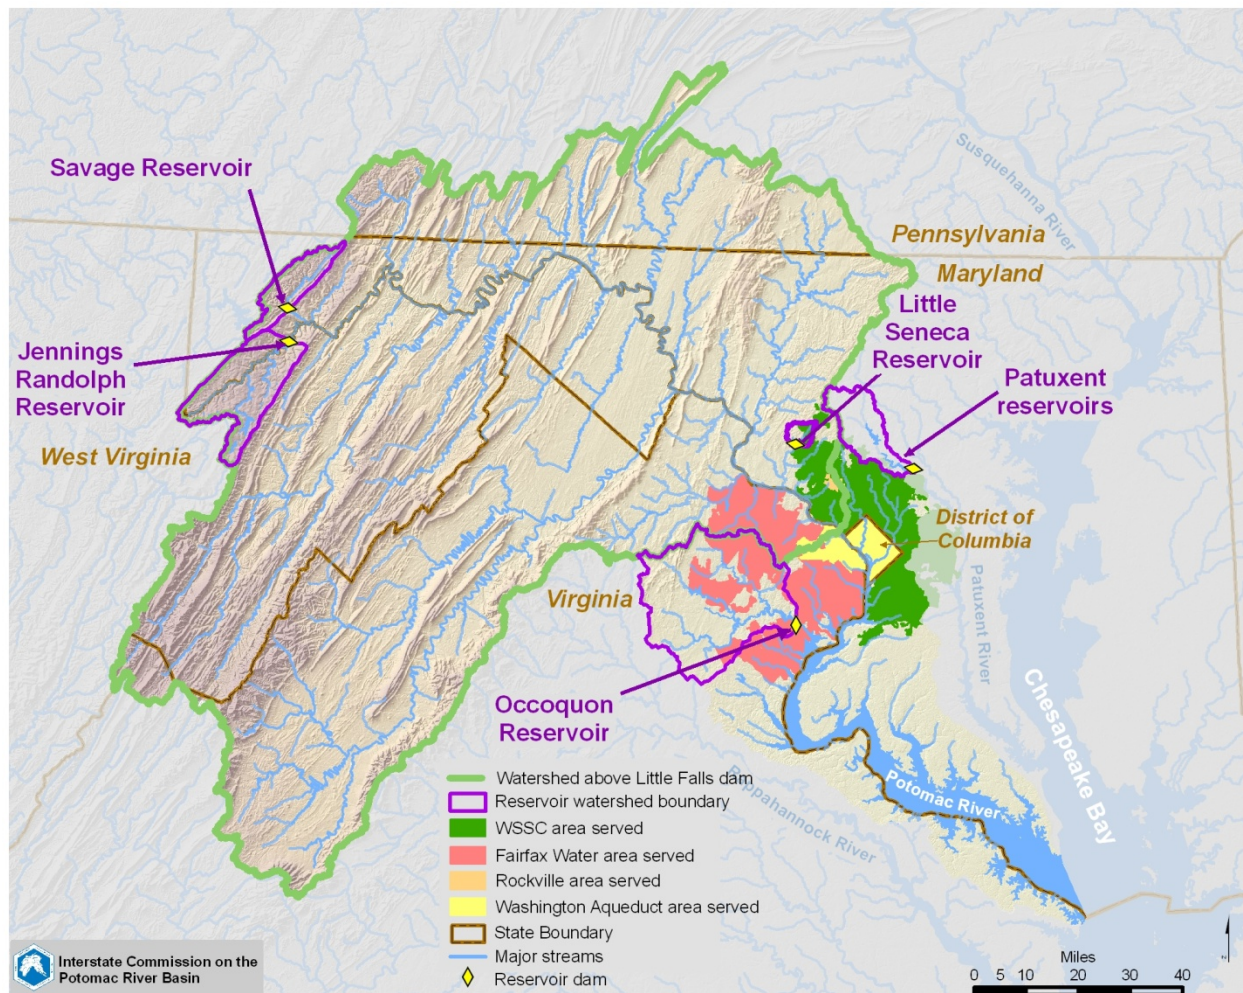 Susquehanna River
Savage Reservoir
Pennsylvania
Maryland
Little
Seneca
Reservoir
Jennings
Randolph
Reservoir
Patuxent
reservoirs
West Virginia
District of
Columbia
Virginia
Patuxent River
Occoquon
Reservoir
Chesapeake Bay
Potomac River
Rappahannock River
Watershed above Little Falls dam
Reservoir watershed boundary
WSSC area served
Fairfax Water area served
Rockville area served
Washington Aqueduct area served
State Boundary
Major streams
Reservoir dam
Interstate Commission on the
Potomac River Basin
Miles
0 5 10 20 30 40